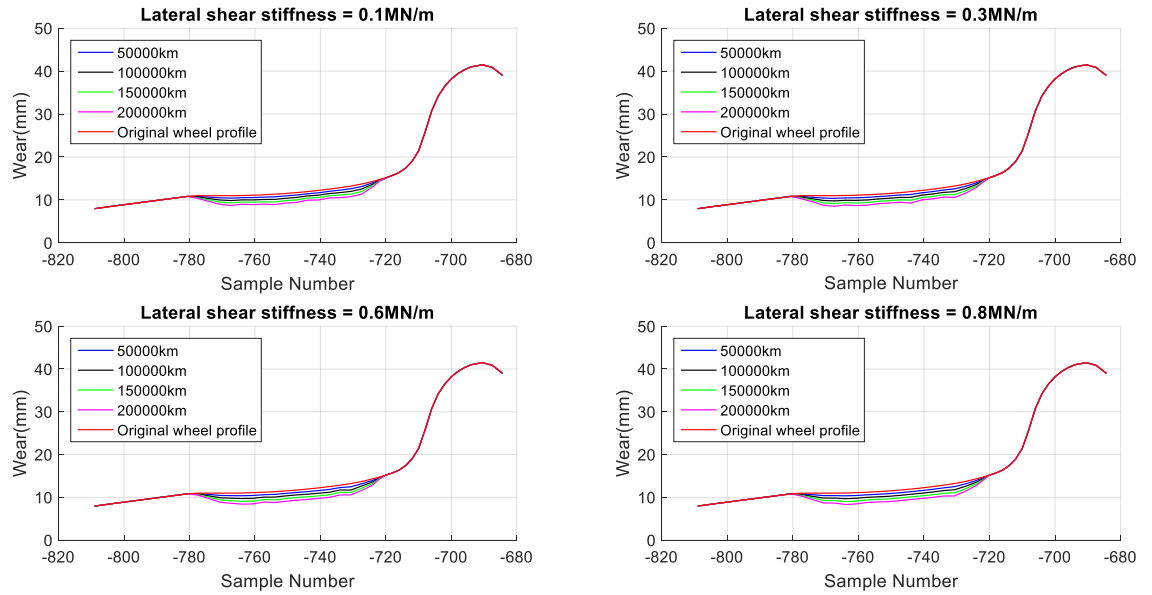 Lateral shear stiffness = 0.1MN/m
50
40
30
20
10
0
Wear(mm)
50000km
100000km
150000km
200000km
Original wheel profile
-820 -800 -780 -760 -740 -720 -700 -680
Sample Number
Lateral shear stiffness = 0.3MN/m
50
40
30
20
10
0
Wear(mm)
50000km
100000km
150000km
200000km
Original wheel profile
-820 -800 -780 -760 -740 -720 -700 -680
Sample Number
Lateral shear stiffness = 0.6MN/m
50
40
30
20
10
0
Wear(mm)
50000km
100000km
150000km
200000km
Original wheel profile
-820 -800 -780 -760 -740 -720 -700 -680
Sample Number
Lateral shear stiffness = 0.8MN/m
50
40
30
20
10
0
Wear(mm)
50000km
100000km
150000km
200000km
Original wheel profile
-820 -800 -780 -760 -740 -720 -700 -680
Sample Number